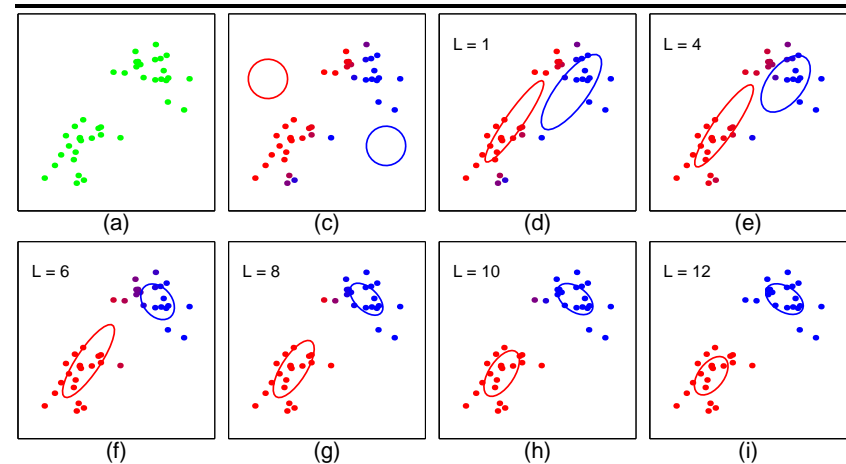 L = 1
L = 4
(a)
(c)
(d)
(e)
L = 6
L = 8
L = 10
L = 12
(f)
(g)
(h)
(i)